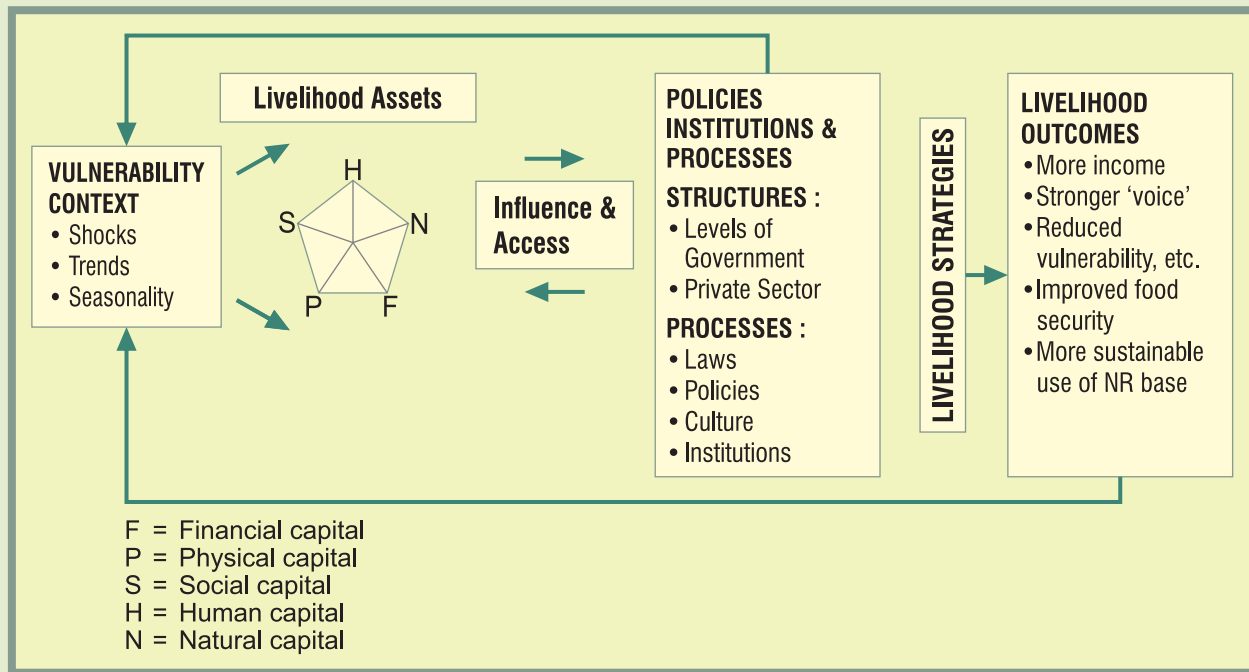 Livelihood Assets
VULNERABILITY
CONTEXT
• Shocks
• Trends
• Seasonality
H
S
N
P
F
Influence &
Access
POLICIES
INSTITUTIONS &
PROCESSES
STRUCTURES :
• Levels of
Government
• Private Sector
PROCESSES :
• Laws
• Policies
• Culture
• Institutions
LIVELIHOOD STRATEGIES
LIVELIHOOD
OUTCOMES
• More income
• Stronger ‘voice’
• Reduced
vulnerability, etc.
• Improved food
security
• More sustainable
use of NR base
F = Financial capital
P = Physical capital
S = Social capital
H = Human capital
N = Natural capital